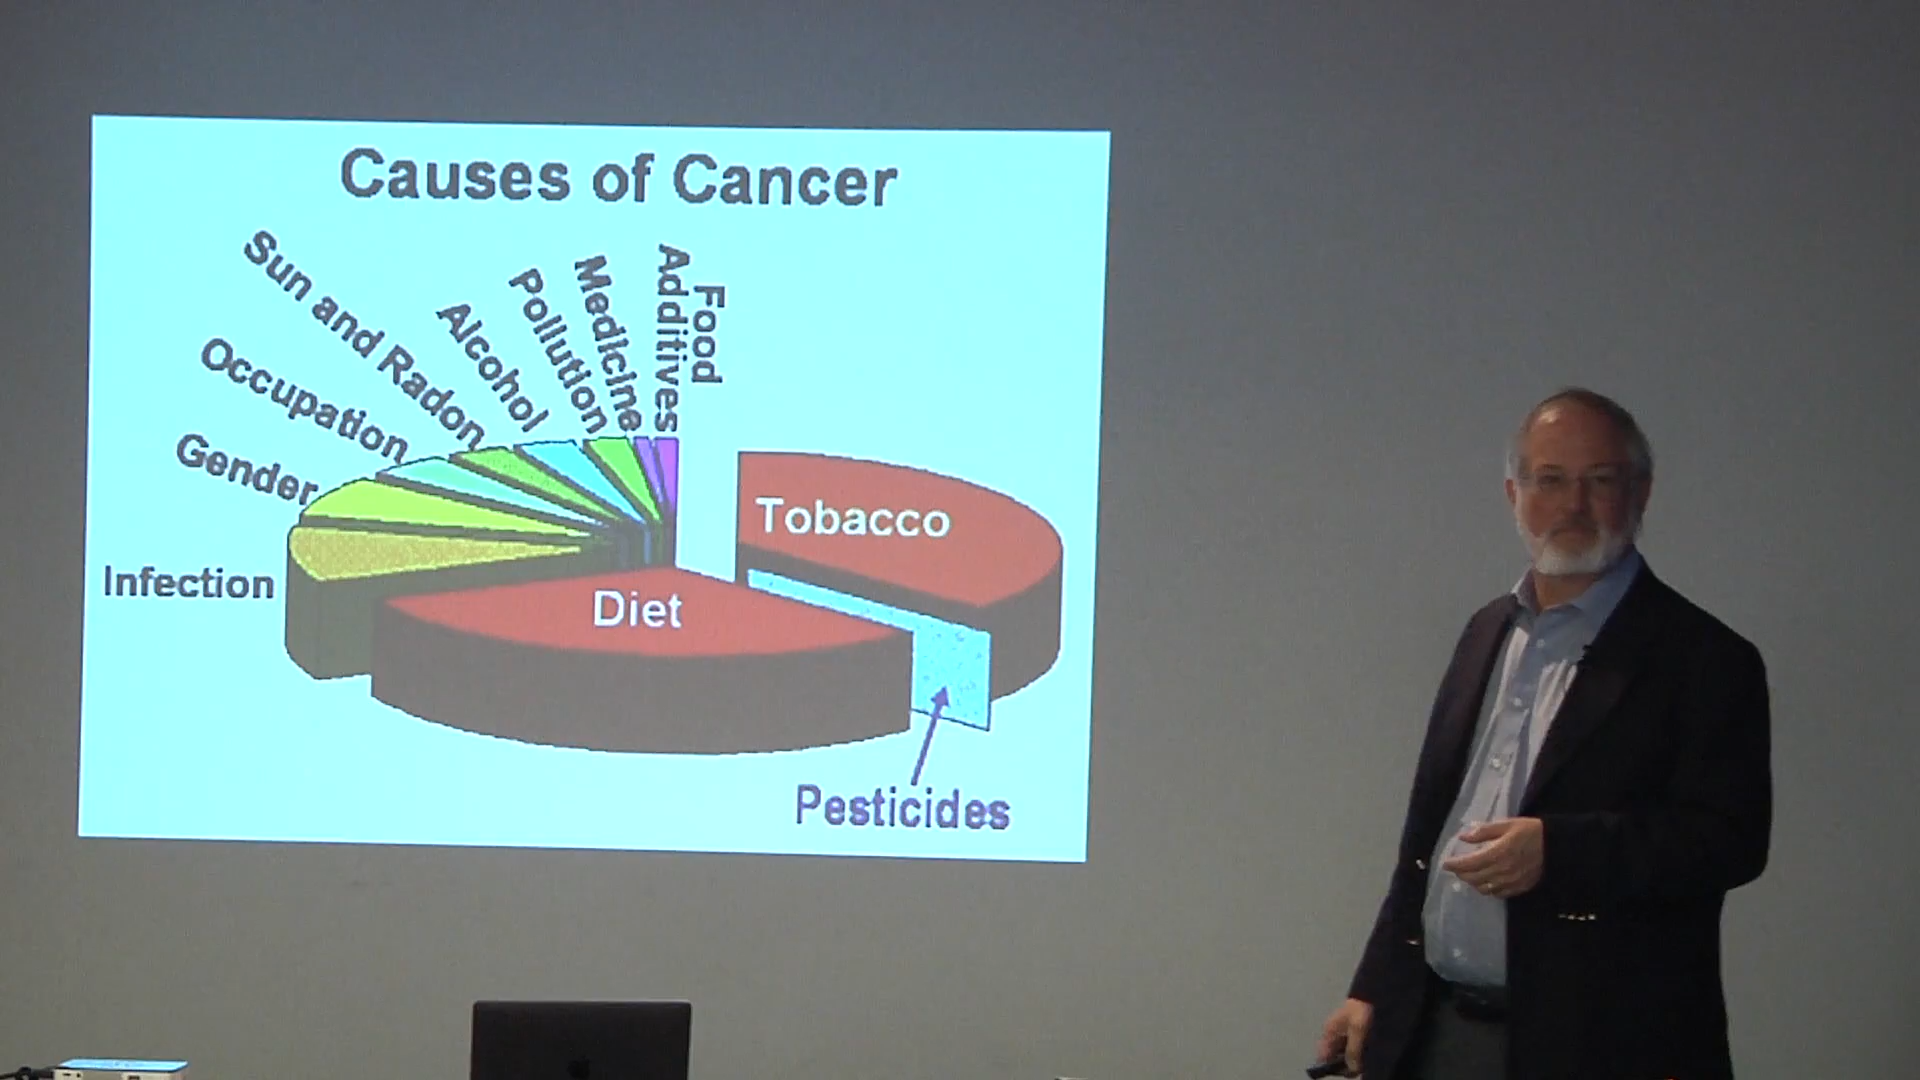 Causes of Cancer
Sun and Radon
Alcohol
Pollution
Medicine
Food
Additives
Occupation
Gender
Infection
Tobacco
Diet
Pesticides